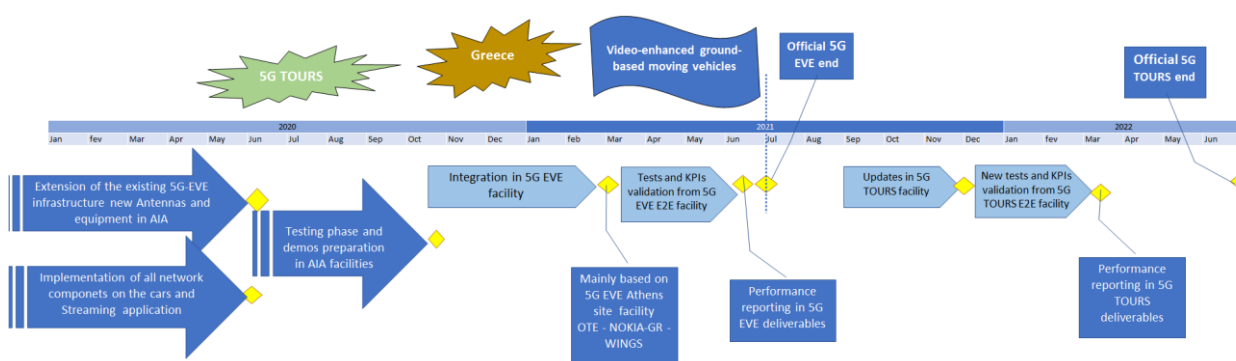 5G TOURS
Greece
Video-enhanced ground-
based moving vehicles
Official 5G
EVE end
Official 5G
TOURS end
2020 2021 2022
Jan fev Mar Apr May Jun Jul Aug Sep Oct Nov Dec Jan feb Mar Apr May Jun Jul Aug Sep Oct Nov Dec Jan fev Mar Apr May Jun
Extension of the existing 5G-EVE
infrastructure new Antennas and
equipment in AIA
Implementation of all network
componets on the cars and
Streaming application
Testing phase and
demos preparation
in AIA facilities
Integration in 5G EVE
facility
Tests and KPIs
validation from 5G
EVE E2E facility
Updates in 5G
TOURS facility
New tests and KPIs
validation from 5G
TOURS E2E facility
Mainly based on
5G EVE Athens
site facility
OTE - NOKIA-GR -
WINGS
Performance
reporting in 5G
EVE deliverables
Performance
reporting in 5G
TOURS
deliverables